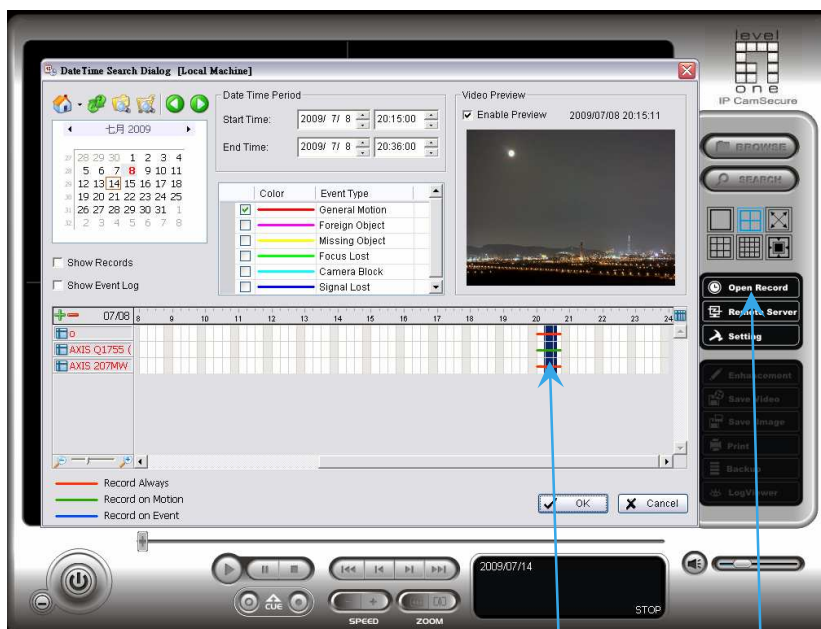 level
one
IP CamSecure
DateTime Search Dialog [Local Machine]
七月 2009
27 28 29 30 1 2 3 4
28 5 6 7 8 9 10 11
29 12 13 14 15 16 17 18
30 19 20 21 22 23 24 25
31 26 27 28 29 30 31 1
32 2 3 4 5 6 7 8
Show Records
Show Event Log
Date Time Period
Start Time: 2009/ 7/ 8 20:15:00
End Time: 2009/ 7/ 8 20:36:00
Color Event Type
General Motion
Foreign Object
Missing Object
Focus Lost
Camera Block
Signal Lost
Video Preview
Enable Preview 2009/07/08 20:15:11
BROWSE
SEARCH
Open Record
Remote Server
Setting
Enhancement
Save Video
Save Image
Print
Backup
LogViewer
07/08 8 9 10 11 12 13 14 15 16 17 18 19 20 21 22 23 24
o
AXIS Q1755 (
AXIS 207MW
Record Always
Record on Motion
Record on Event
OK
Cancel
CUE
SPEED
ZOOM
2009/07/14
STOP